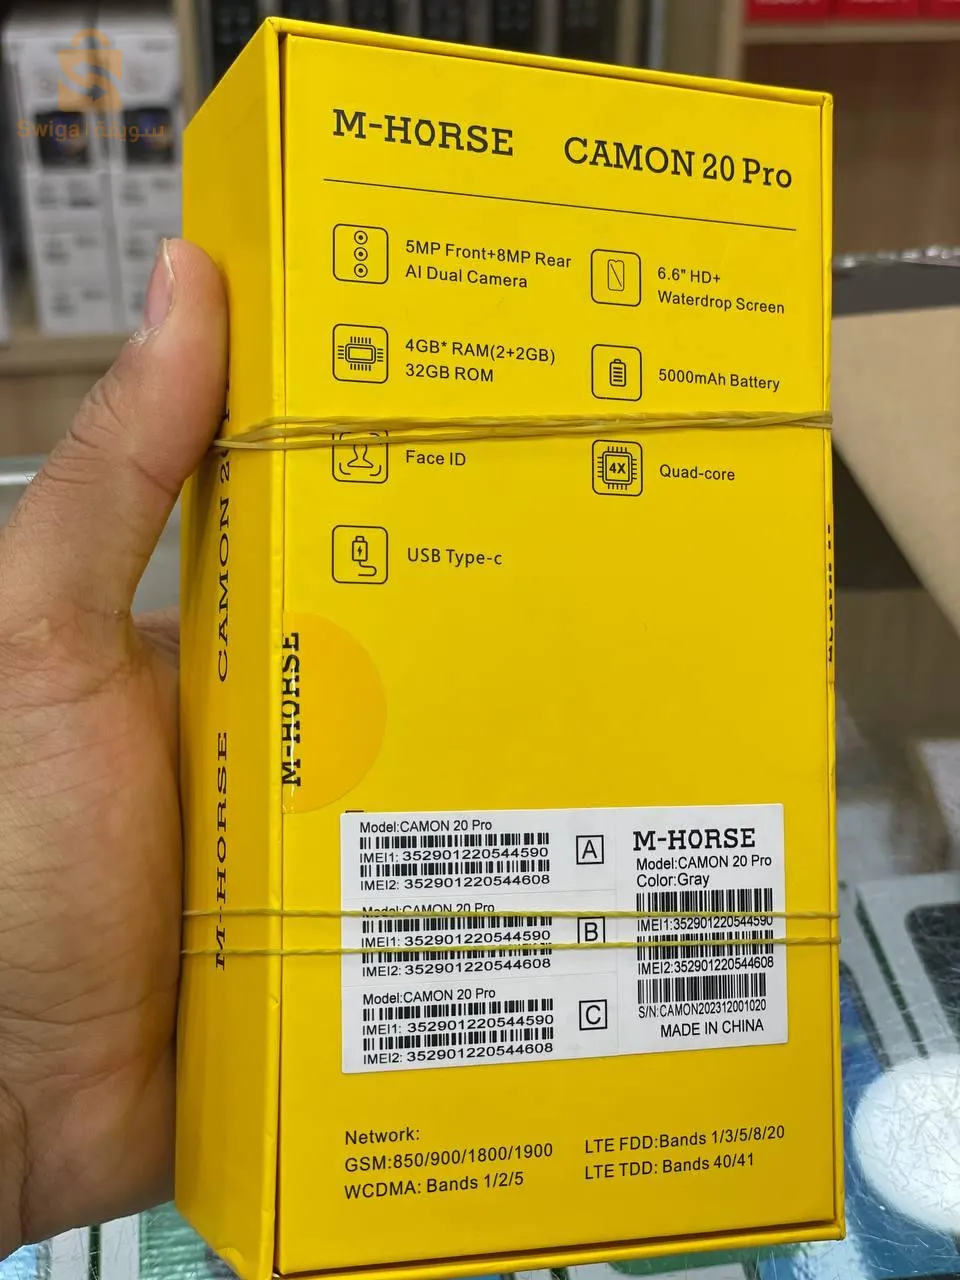 Swiga سويقة
M-HORSE CAMON 20 Pro
5MP Front+8MP Rear
AI Dual Camera
6.6" HD+
Waterdrop Screen
4GB* RAM(2+2GB)
32GB ROM
5000mAh Battery
Face ID
4X
Quad-core
USB Type-c
M-HORSE CAMON 20
M-HORSE
Model:CAMON 20 Pro
IMEI1: 352901220544590
IMEI2: 352901220544608
A
Model:CAMON 20 Pro
IMEI1: 352901220544590
IMEI2: 352901220544608
B
Model:CAMON 20 Pro
IMEI1: 352901220544590
IMEI2: 352901220544608
C
M-HORSE
Model:CAMON 20 Pro
Color:Gray
IMEI1:352901220544590
IMEI2:352901220544608
S/N:CAMON202312001020
MADE IN CHINA
Network:
GSM:850/900/1800/1900
WCDMA: Bands 1/2/5
LTE FDD:Bands 1/3/5/8/20
LTE TDD: Bands 40/41